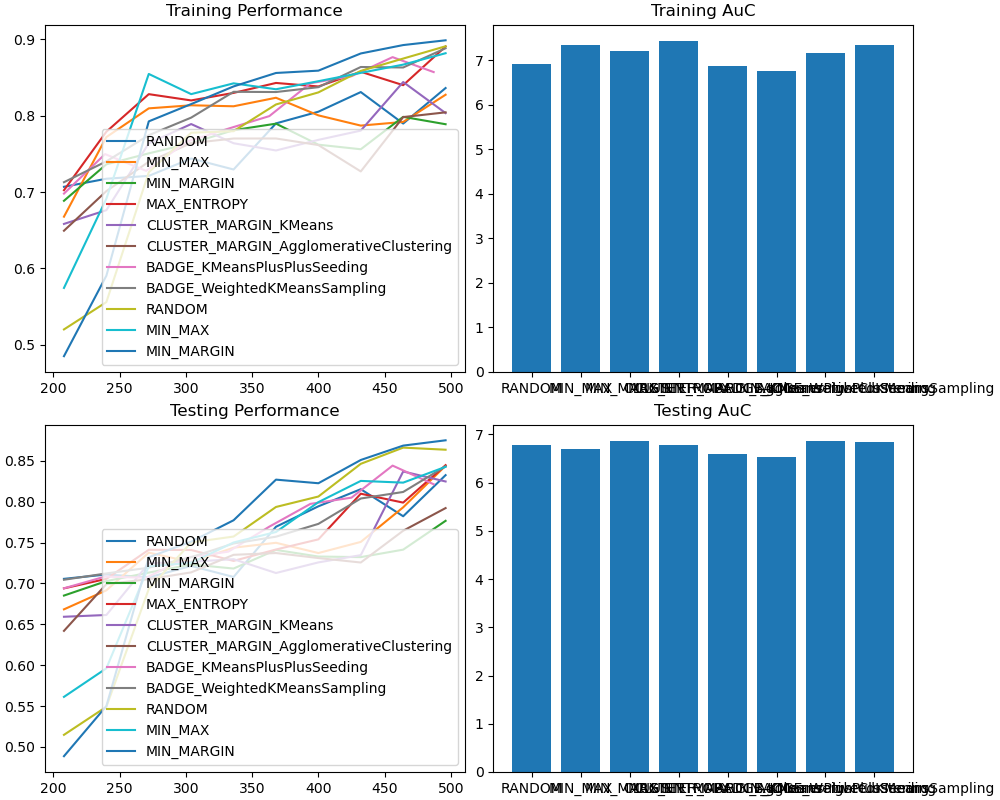 Training Performance
Training AuC
0.9
0.8
0.7
0.6
0.5
RANDOM
MIN_MAX
MIN_MARGIN
MAX_ENTROPY
CLUSTER_MARGIN_KMeans
CLUSTER_MARGIN_AgglomerativeClustering
BADGE_KMeansPlusPlusSeeding
BADGE_WeightedKMeansSampling
RANDOM
MIN_MAX
MIN_MARGIN
200 250 300 350 400 450 500
7
6
5
4
3
2
1
0
RANDOM MIN_MAX
Testing Performance
Testing AuC
0.85
0.80
0.75
0.70
0.65
0.60
0.55
0.50
RANDOM
MIN_MAX
MIN_MARGIN
MAX_ENTROPY
CLUSTER_MARGIN_KMeans
CLUSTER_MARGIN_AgglomerativeClustering
BADGE_KMeansPlusPlusSeeding
BADGE_WeightedKMeansSampling
RANDOM
MIN_MAX
MIN_MARGIN
200 250 300 350 400 450 500
7
6
5
4
3
2
1
0
RANDOM MIN_MAX